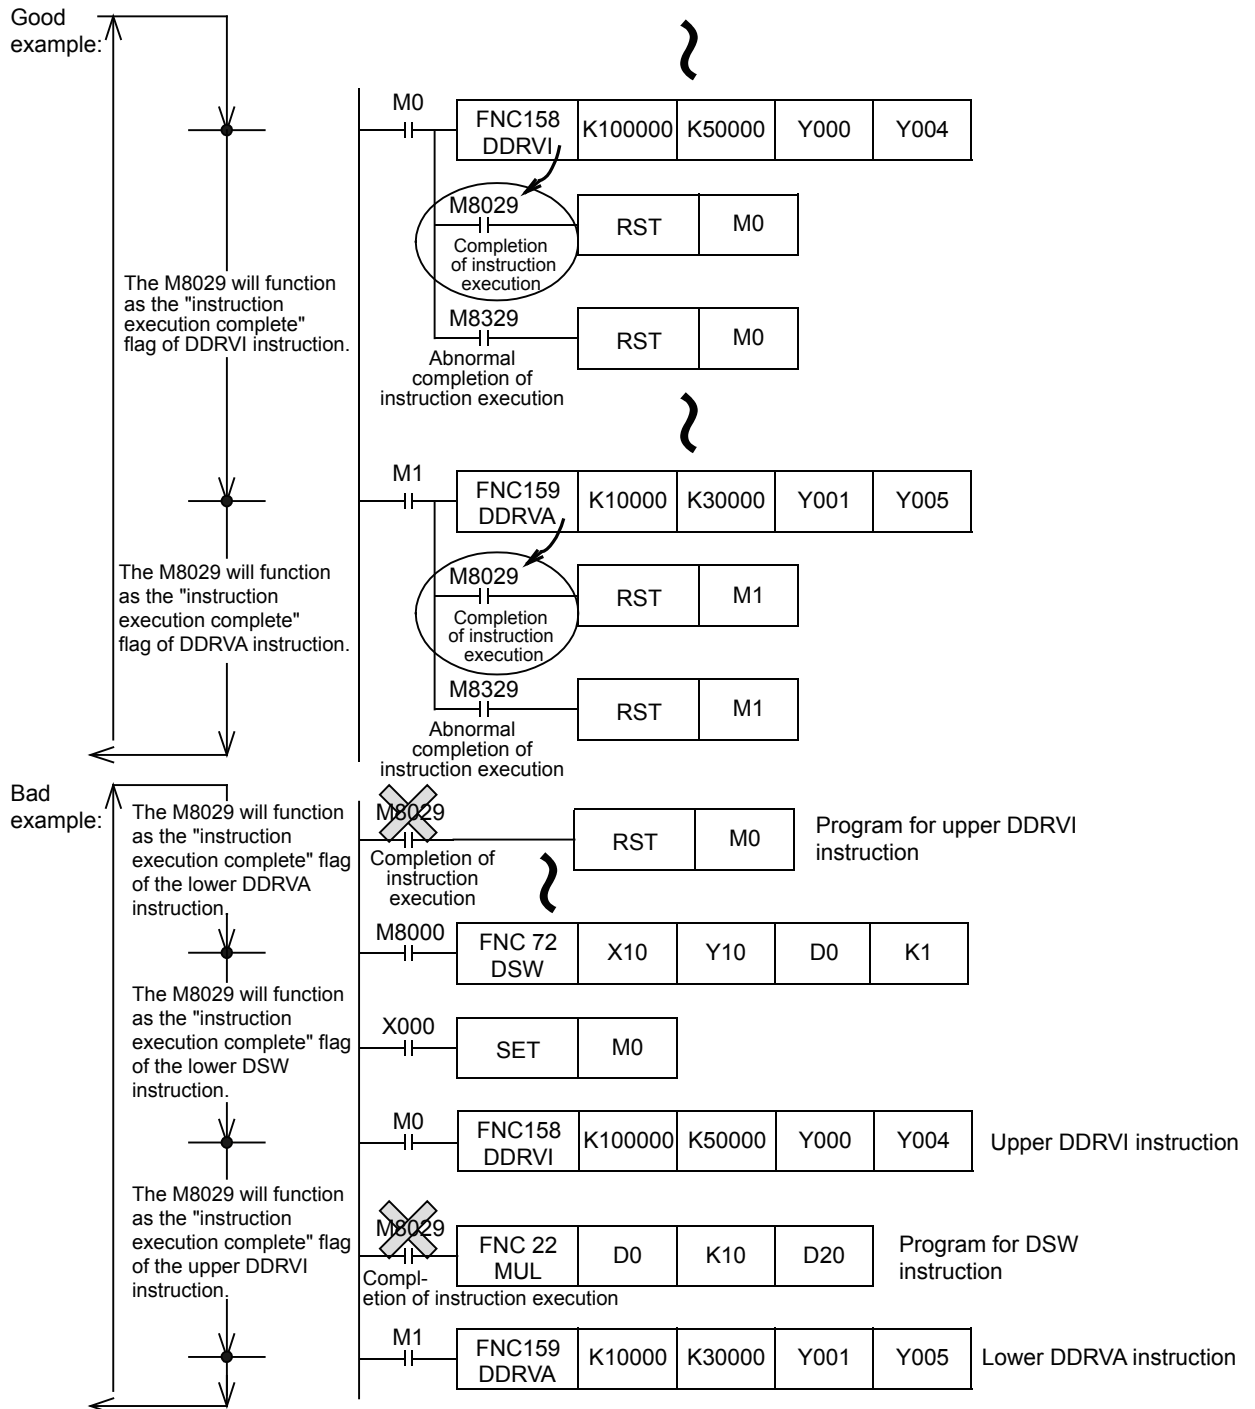 Good
example:
M0
FNC158
DDRVI
K100000
K50000
Y000
Y004
M8029
Completion
of instruction
execution
RST
M0
The M8029 will function
as the "instruction
execution complete"
flag of DDRVI instruction.
M8329
Abnormal
completion of
instruction execution
RST
M0
M1
FNC159
DDRVA
K10000
K30000
Y001
Y005
M8029
Completion
of instruction
execution
RST
M1
The M8029 will function
as the "instruction
execution complete"
flag of DDRVA instruction.
M8329
Abnormal
completion of
instruction execution
RST
M1
Bad
example:
The M8029 will function
as the "instruction
execution complete" flag
of the lower DDRVA
instruction.
M8029
Completion of
instruction
execution
RST
M0
Program for upper DDRVI
instruction
M8000
FNC 72
DSW
X10
Y10
D0
K1
The M8029 will function
as the "instruction
execution complete" flag
of the lower DSW
instruction.
X000
SET
M0
M0
FNC158
DDRVI
K100000
K50000
Y000
Y004
Upper DDRVI instruction
The M8029 will function
as the "instruction
execution complete" flag
of the upper DDRVI
instruction.
M8029
Compl-
etion of instruction execution
FNC 22
MUL
D0
K10
D20
Program for DSW
instruction
M1
FNC159
DDRVA
K10000
K30000
Y001
Y005
Lower DDRVA instruction